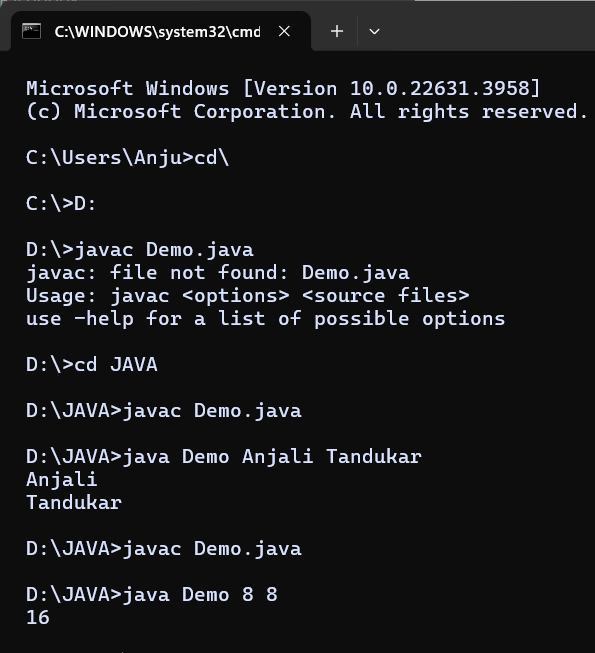 C:\WINDOWS\system32\cmd
Microsoft Windows [Version 10.0.22631.3958]
(c) Microsoft Corporation. All rights reserved.
C:\Users\Anju>cd\
C:\>D:
D:\>javac Demo.java
javac: file not found: Demo.java
Usage: javac <options> <source files>
use -help for a list of possible options
D:\>cd JAVA
D:\JAVA>javac Demo.java
D:\JAVA>java Demo Anjali Tandukar
Anjali
Tandukar
D:\JAVA>javac Demo.java
D:\JAVA>java Demo 8 8
16